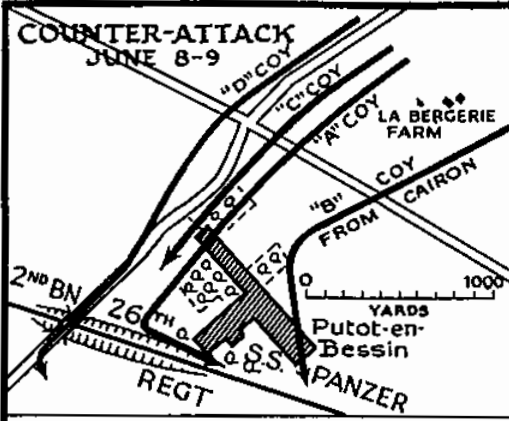 COUNTER-ATTACK
JUNE 8-9
"D" COY
"C" COY
"A" COY
LA BERGERIE
FARM
"B" COY
FROM CAIRON
0 1000
YARDS
Putot-en-
Bessin
2ND BN 26TH S.S. PANZER
REGT